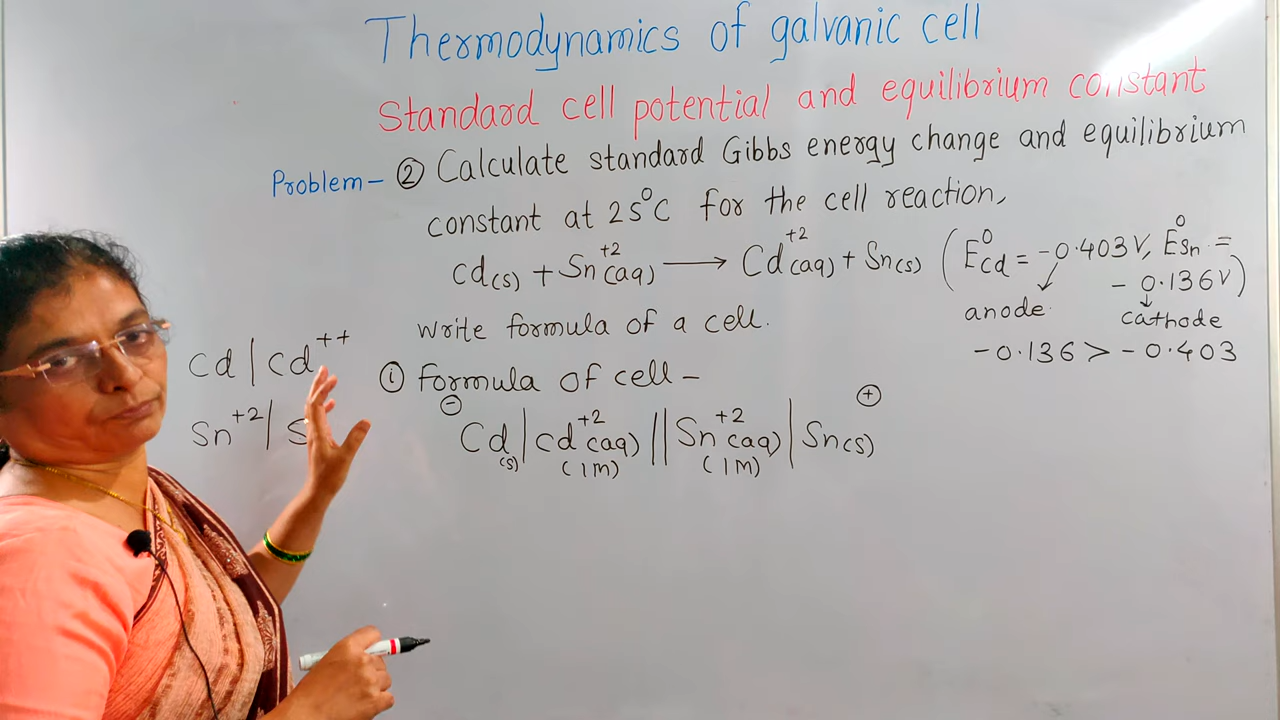 Thermodynamics of galvanic cell
Standard cell potential and equilibrium constant
Problem – ② Calculate standard Gibbs energy change and equilibrium
constant at 25⁰C for the cell reaction,
Cd(s) + Sn⁺²(aq) ⟶ Cd⁺²(aq) + Sn(s) (E⁰Cd = -0.403V, E⁰Sn =
- 0.136V)
anode cathode
write formula of a cell.
-0.136 > -0.403
① formula of cell –
⊖ Cd(s) | Cd⁺²(aq) || Sn⁺²(aq) | Sn(s) ⊕
(1M) (1M)
Cd | Cd⁺⁺
Sn⁺² | S